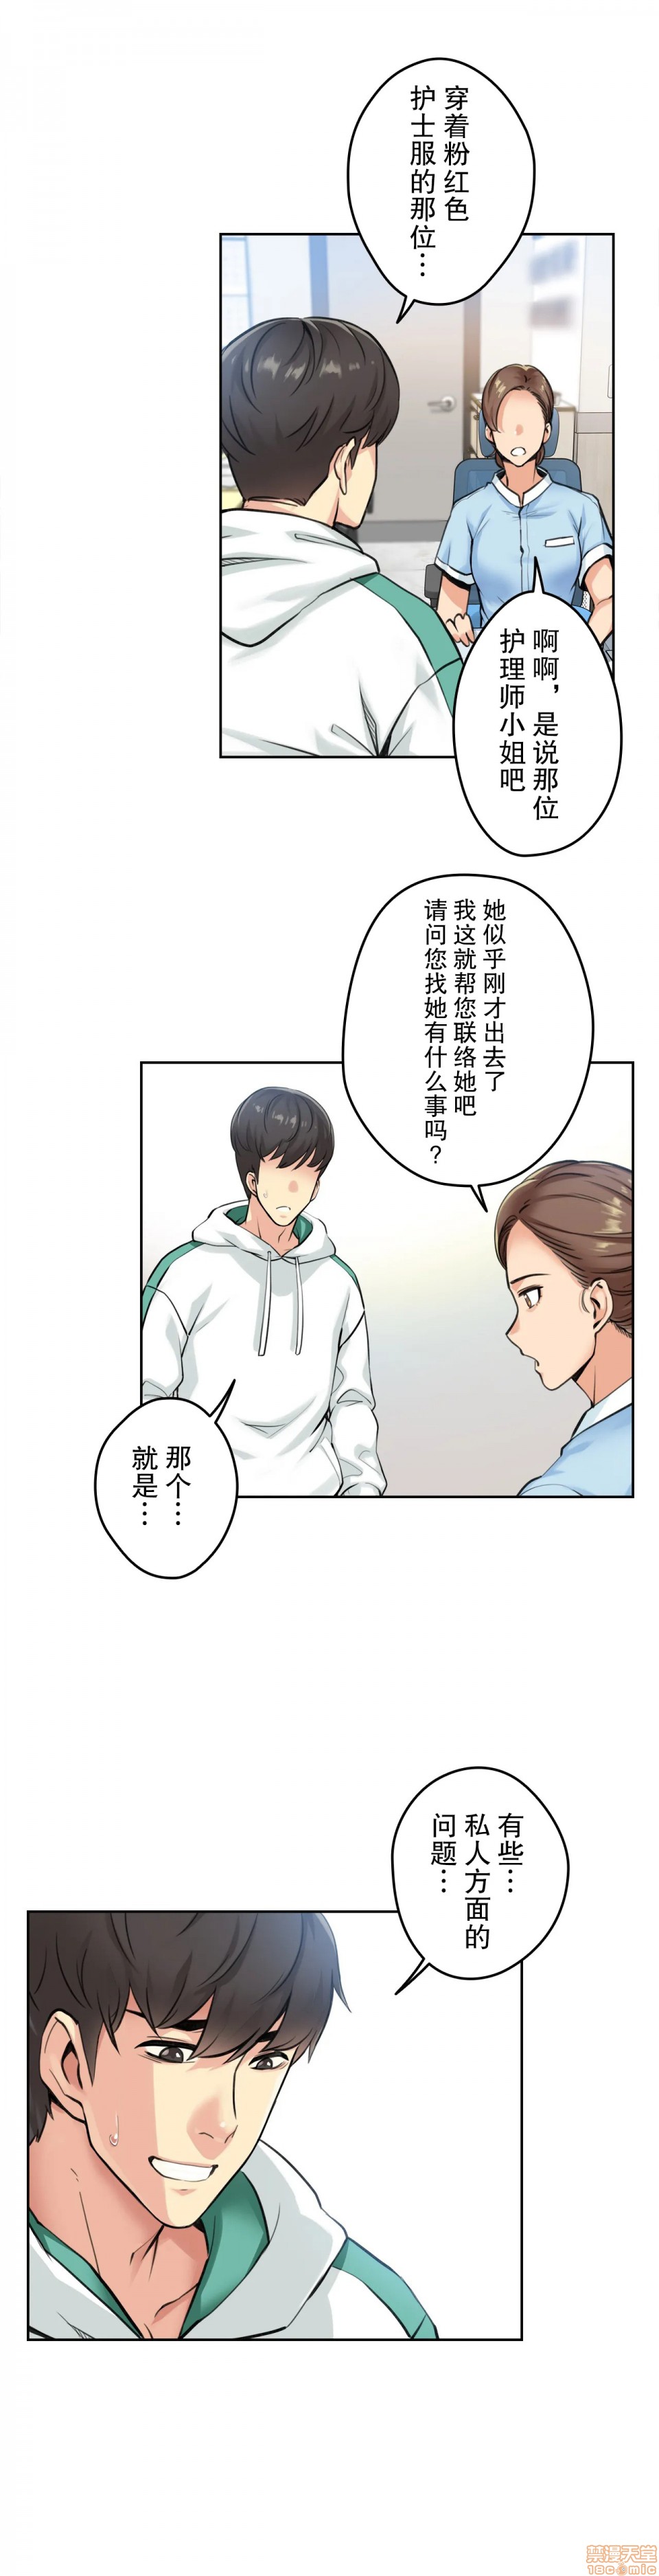 穿着粉红色
护士服的那位…
啊啊，是说那位
护理师小姐吧
她似乎刚才出去了
我这就帮您联络她吧
请问您找她有什么事吗？
那个…
就是…
有些…
私人方面的
问题…
禁漫天堂
18comic